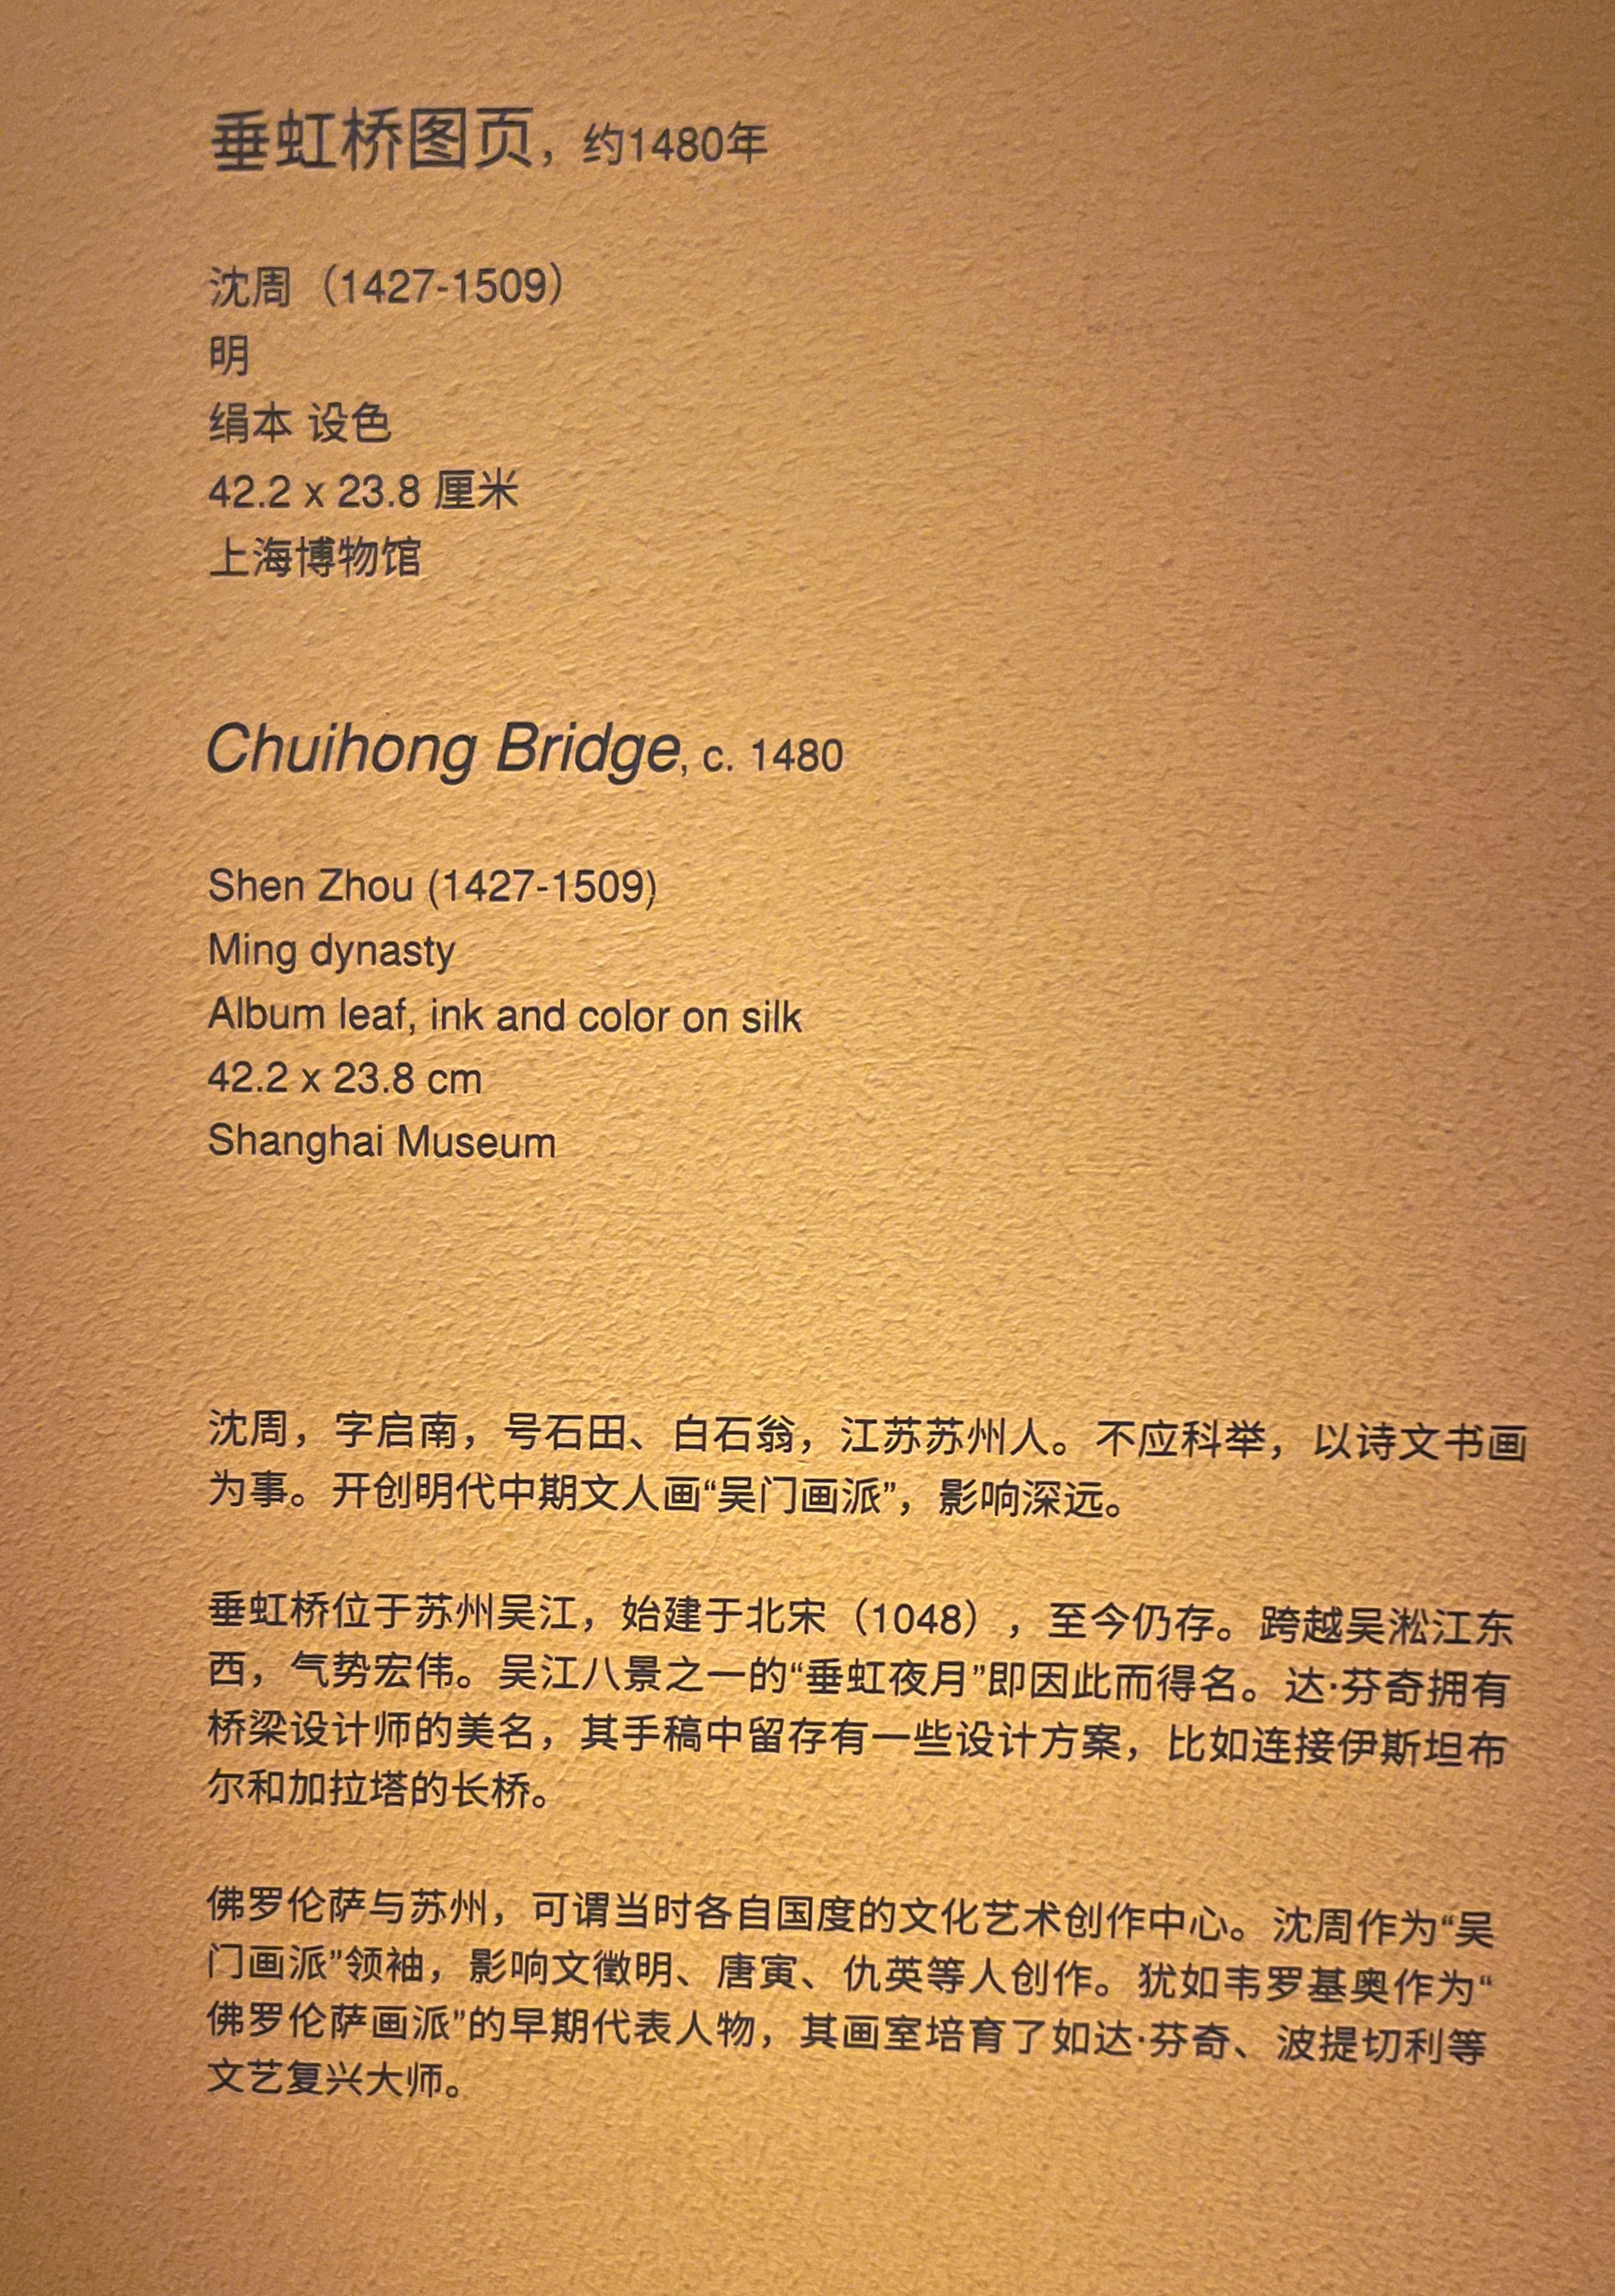 垂虹桥图页，约1480年
沈周（1427-1509）
明
绢本 设色
42.2 x 23.8 厘米
上海博物馆
Chuihong Bridge, c. 1480
Shen Zhou (1427-1509)
Ming dynasty
Album leaf, ink and color on silk
42.2 x 23.8 cm
Shanghai Museum
沈周，字启南，号石田、白石翁，江苏苏州人。不应科举，以诗文书画
为事。开创明代中期文人画“吴门画派”，影响深远。
垂虹桥位于苏州吴江，始建于北宋（1048），至今仍存。跨越吴淞江东
西，气势宏伟。吴江八景之一的“垂虹夜月”即因此而得名。达·芬奇拥有
桥梁设计师的美名，其手稿中留存有一些设计方案，比如连接伊斯坦布
尔和加拉塔的长桥。
佛罗伦萨与苏州，可谓当时各自国度的文化艺术创作中心。沈周作为“吴
门画派”领袖，影响文徵明、唐寅、仇英等人创作。犹如韦罗基奥作为“
佛罗伦萨画派”的早期代表人物，其画室培育了如达·芬奇、波提切利等
文艺复兴大师。